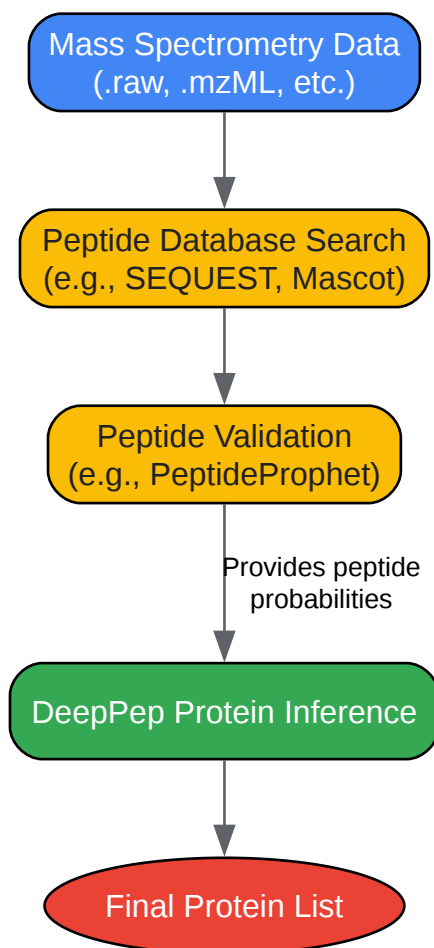 Mass Spectrometry Data
(.raw, .mzML, etc.)
Peptide Database Search
(e.g., SEQUEST, Mascot)
Peptide Validation
(e.g., PeptideProphet)
Provides peptide
probabilities
DeepPep Protein Inference
Final Protein List